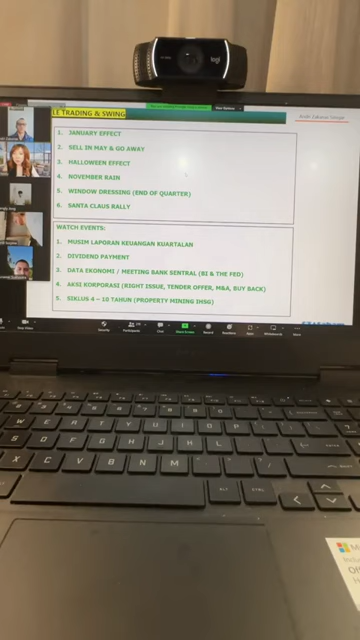 LE TRADING & SWING
1. JANUARY EFFECT
2. SELL IN MAY & GO AWAY
3. HALLOWEEN EFFECT
4. NOVEMBER RAIN
5. WINDOW DRESSING (END OF QUARTER)
6. SANTA CLAUS RALLY
WATCH EVENTS:
1. MUSIM LAPORAN KEUANGAN KUARTALAN
2. DIVIDEND PAYMENT
3. DATA EKONOMI / MEETING BANK SENTRAL (BI & THE FED)
4. AKSI KORPORASI (RIGHT ISSUE, TENDER OFFER, M&A, BUY BACK)
5. SIKLUS 4 – 10 TAHUN (PROPERTY MINING IHSG)
logi
W E R T Y U I O P
S D F G H J K L
X C V B N M
ALT CTRL